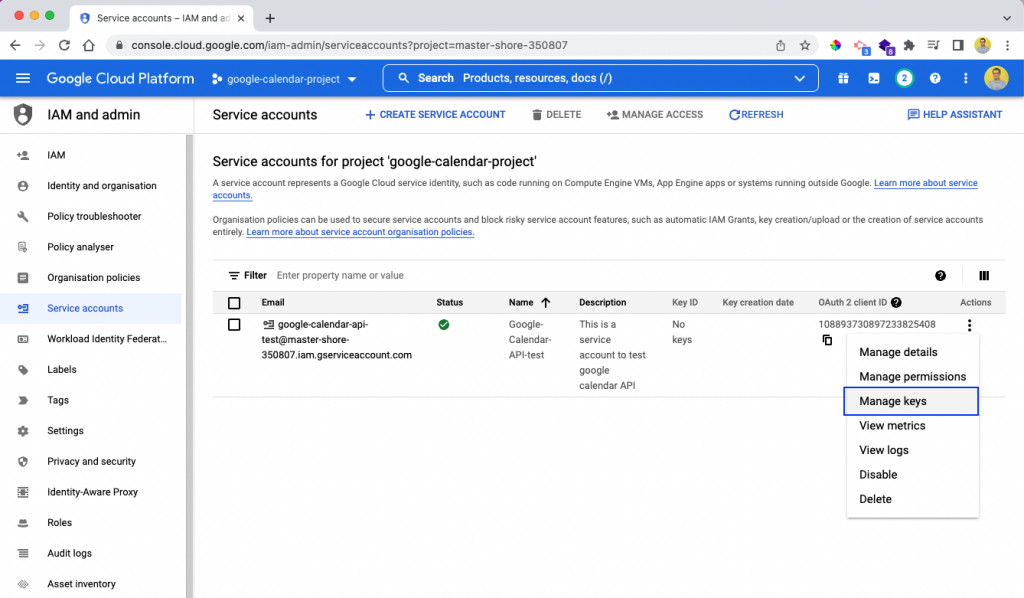 Service accounts – IAM and ad
console.cloud.google.com/iam-admin/serviceaccounts?project=master-shore-350807
3
8
Google Cloud Platform
google-calendar-project
Search Products, resources, docs (/)
2
IAM and admin
Service accounts
CREATE SERVICE ACCOUNT
DELETE
MANAGE ACCESS
REFRESH
HELP ASSISTANT
IAM
Identity and organisation
Policy troubleshooter
Policy analyser
Organisation policies
Service accounts
Workload Identity Federat...
Labels
Tags
Settings
Privacy and security
Identity-Aware Proxy
Roles
Audit logs
Asset inventory
Service accounts for project 'google-calendar-project'
A service account represents a Google Cloud service identity, such as code running on Compute Engine VMs, App Engine apps or systems running outside Google. Learn more about service
accounts.
Organisation policies can be used to secure service accounts and block risky service account features, such as automatic IAM Grants, key creation/upload or the creation of service accounts
entirely. Learn more about service account organisation policies.
Filter Enter property name or value
Email Status Name Description Key ID Key creation date OAuth 2 client ID Actions
google-calendar-api-
test@master-shore-
350807.iam.gserviceaccount.com
Google-
Calendar-
API-test
This is a
service
account to test
google
calendar API
No
keys
108893730897233825408
Manage details
Manage permissions
Manage keys
View metrics
View logs
Disable
Delete